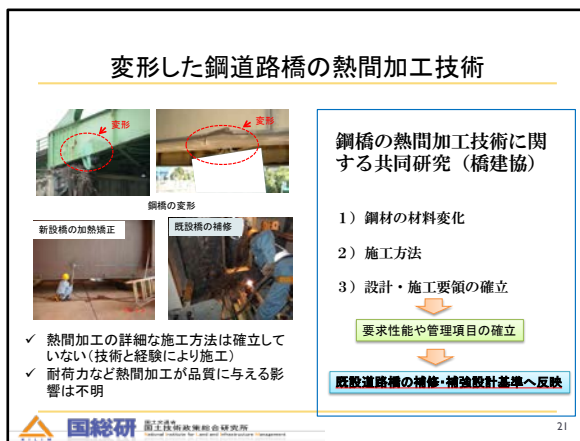 変形した鋼道路橋の熱間加工技術
変形
変形
鋼橋の変形
新設橋の加熱矯正
既設橋の補修
✓ 熱間加工の詳細な施工方法は確立して
いない(技術と経験により施工)
✓ 耐荷力など熱間加工が品質に与える影
響は不明
鋼橋の熱間加工技術に関
する共同研究（橋建協）
1）鋼材の材料変化
2）施工方法
3）設計・施工要領の確立
要求性能や管理項目の確立
既設道路橋の補修・補強設計基準へ反映
国総研
国土交通省
国土技術政策総合研究所
National Institute for Land and Infrastructure Management
21